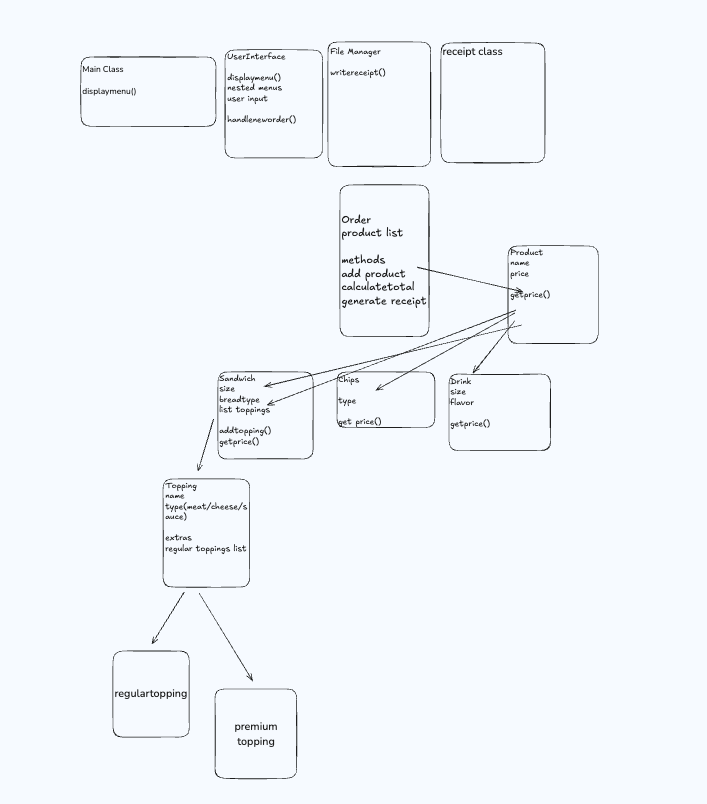 Main Class
displaymenu()
UserInterface
displaymenu()
nested menus
user input
handleneworder()
File Manager
writereceipt()
receipt class
Order
product list
methods
add product
calculatetotal
generate receipt
Product
name
price
getprice()
Sandwich
size
breadtype
list toppings
addtopping()
getprice()
Chips
type
get price()
Drink
size
flavor
getprice()
Topping
name
type(meat/cheese/s
auce)
extras
regular toppings list
regulartopping
premium
topping